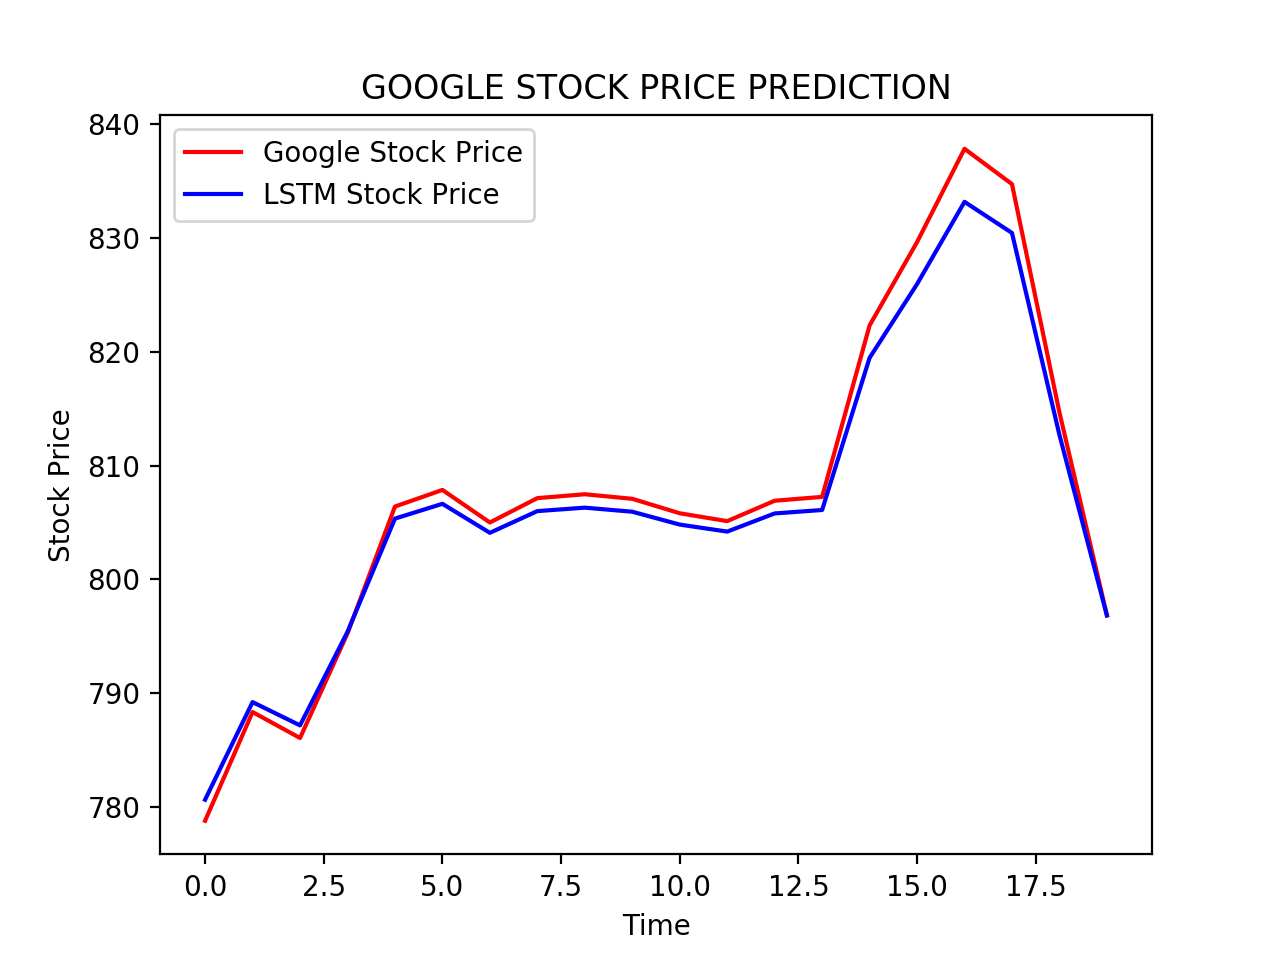 GOOGLE STOCK PRICE PREDICTION
Google Stock Price
LSTM Stock Price
Stock Price
840
830
820
810
800
790
780
0.0 2.5 5.0 7.5 10.0 12.5 15.0 17.5
Time